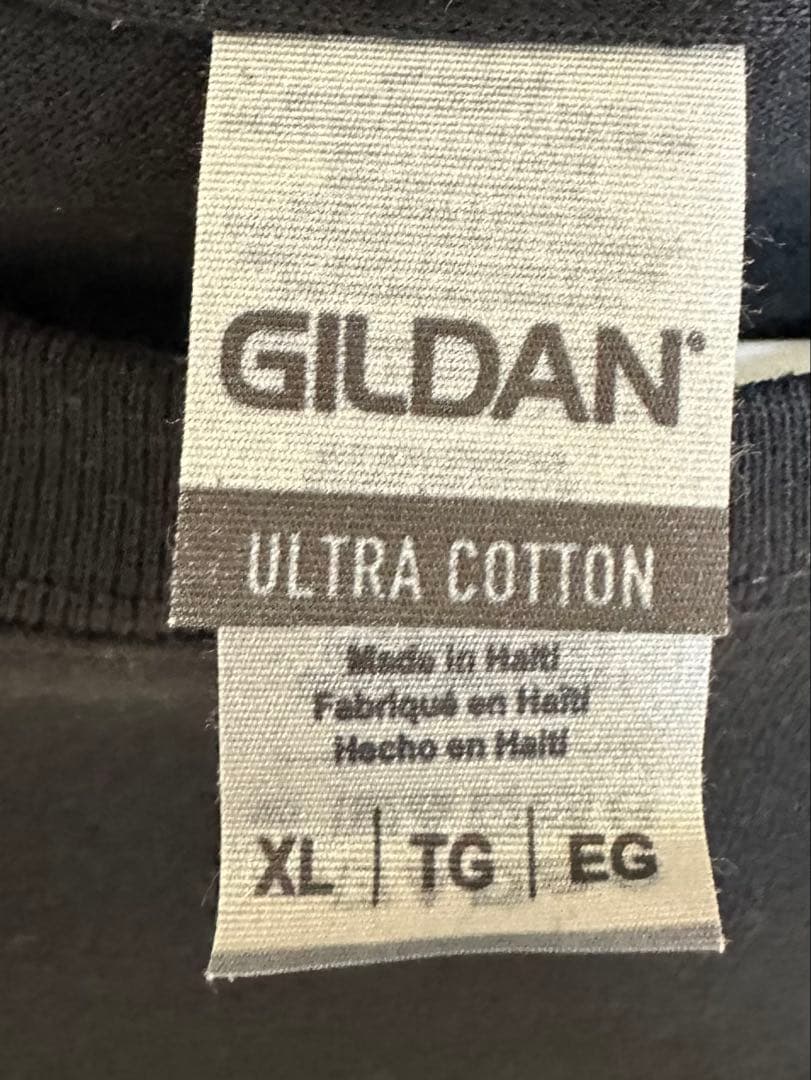 GILDAN®
ULTRA COTTON
Made in Haiti
Fabriqué en Haïti
Hecho en Haití
XL | TG | EG